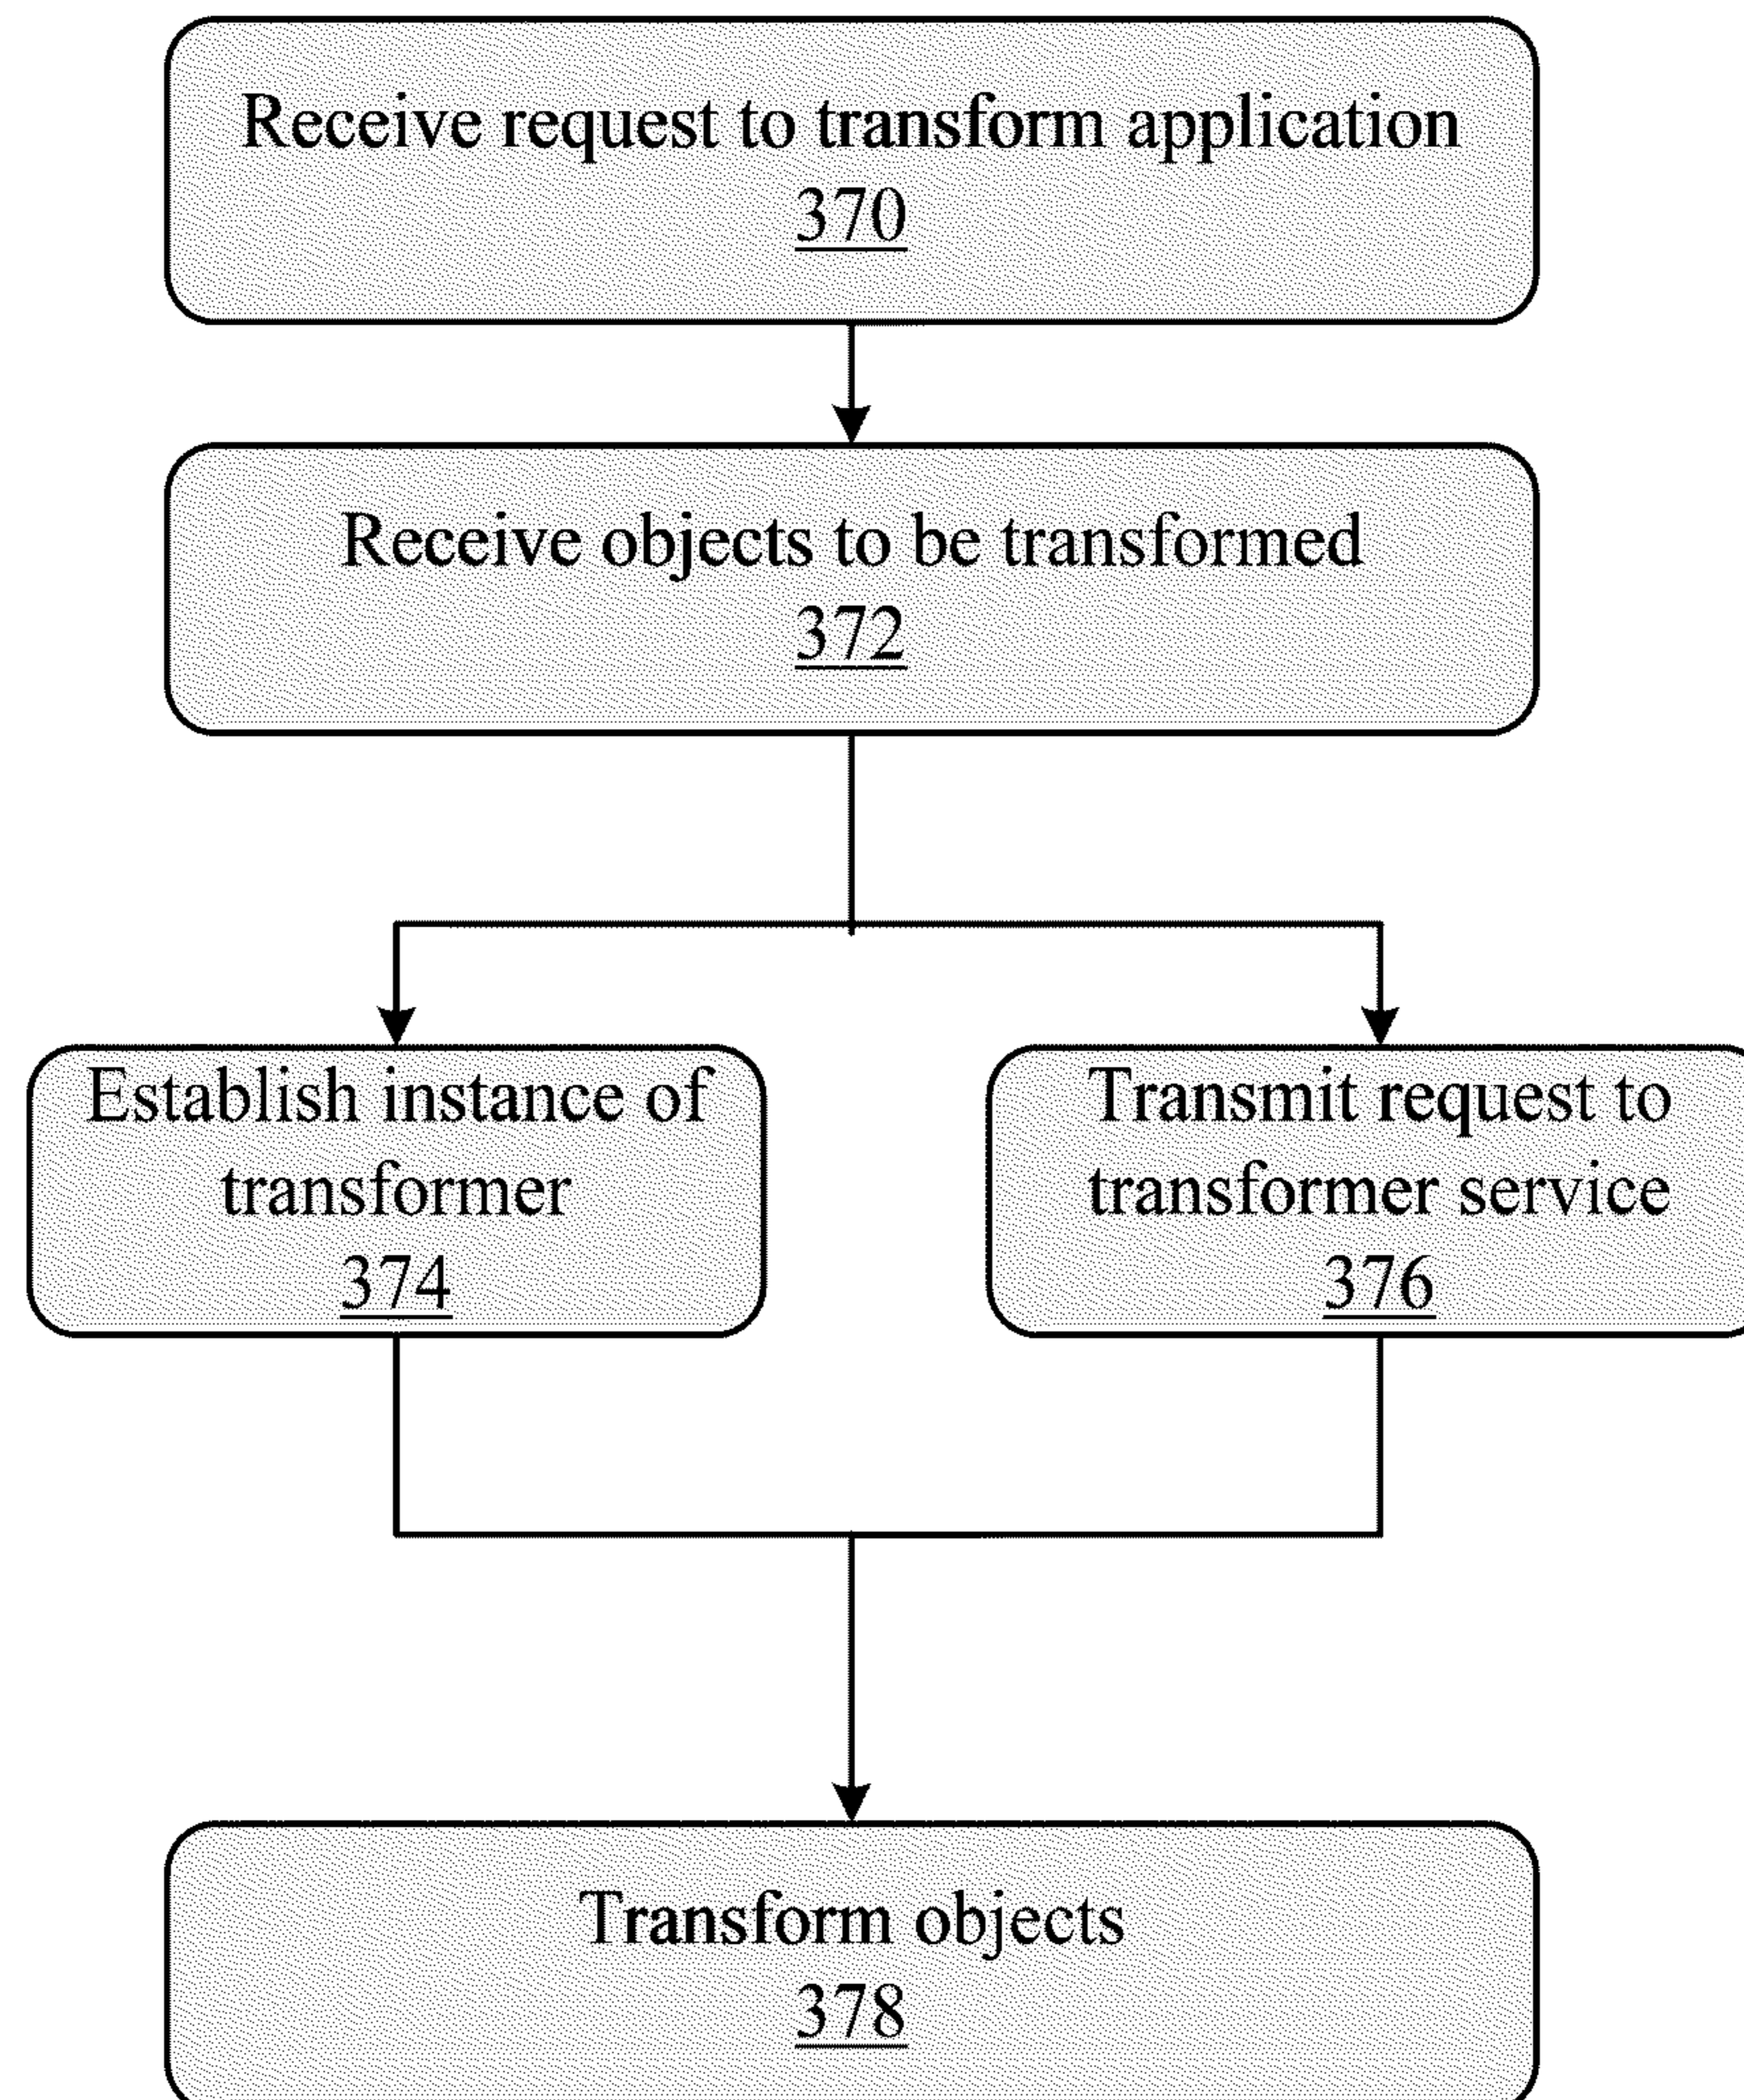 Receive request to transform application
370
Receive objects to be transformed
372
Establish instance of
transformer
374
Transmit request to
transformer service
376
Transform objects
378